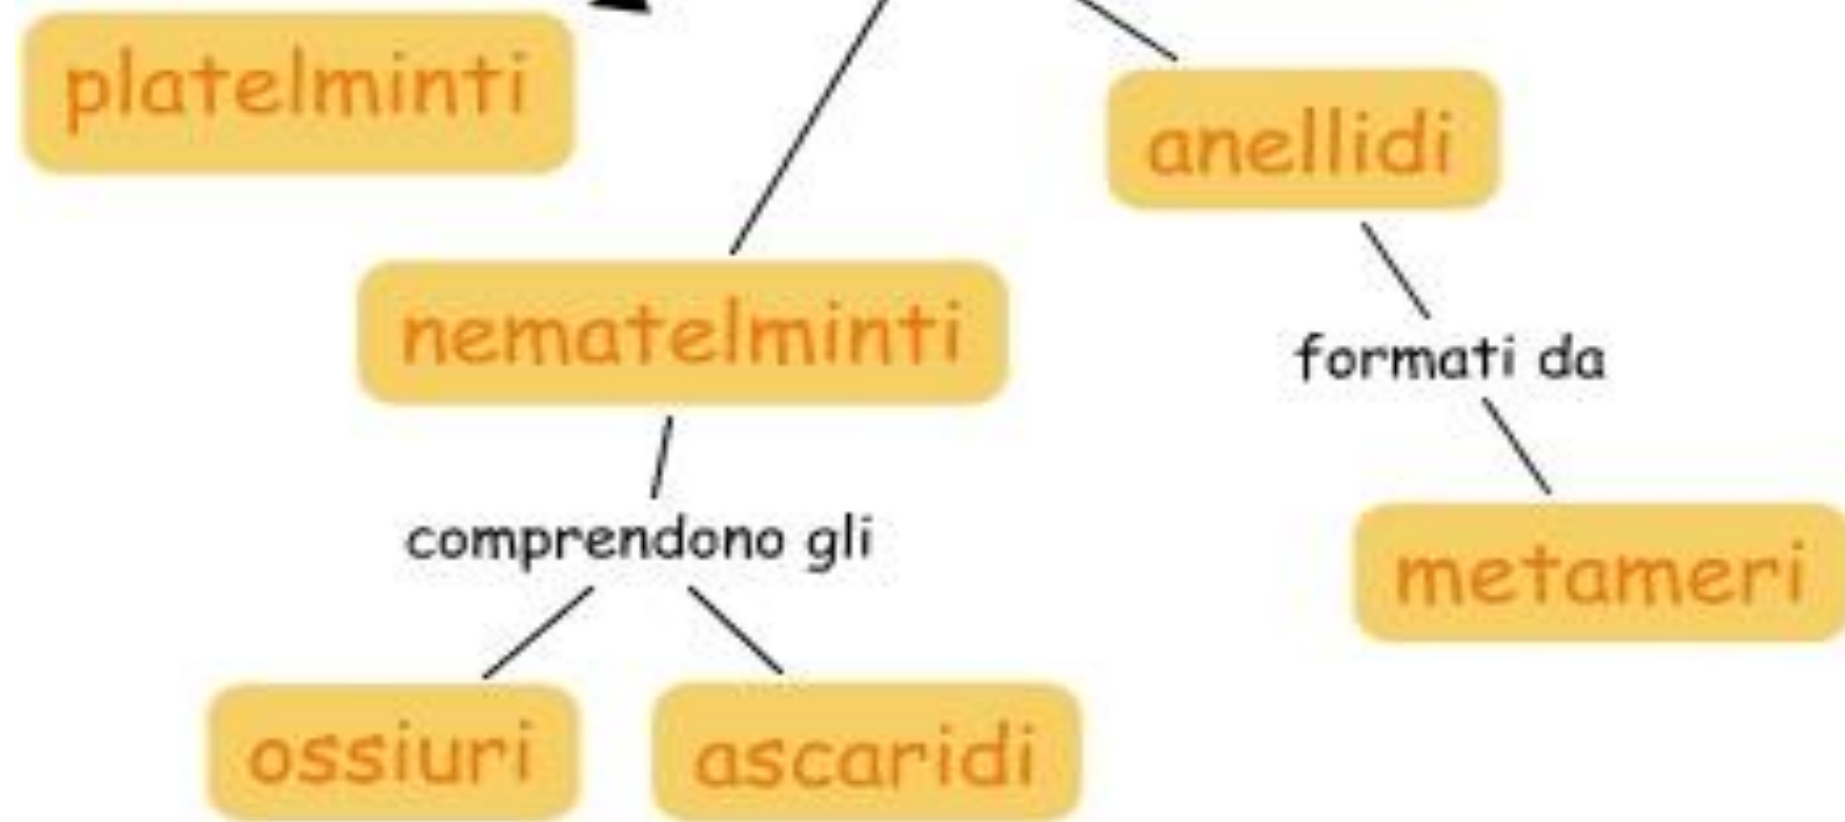 platelminti
anellidi
nematelminti
formati da
comprendono gli
metameri
ossiuri
ascaridi